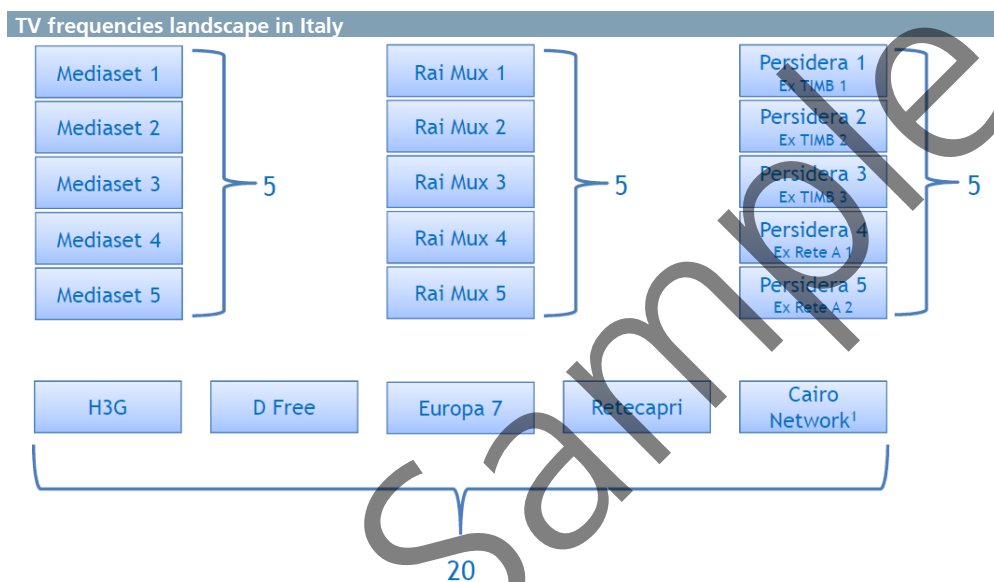 TV frequencies landscape in Italy
Mediaset 1
Mediaset 2
Mediaset 3
Mediaset 4
Mediaset 5
5
Rai Mux 1
Rai Mux 2
Rai Mux 3
Rai Mux 4
Rai Mux 5
5
Persidera 1
Ex TIMB 1
Persidera 2
Ex TIMB 2
Persidera 3
Ex TIMB 3
Persidera 4
Ex Rete A 1
Persidera 5
Ex Rete A 2
5
H3G
D Free
Europa 7
Retecapri
Cairo
Network¹
20
Sample